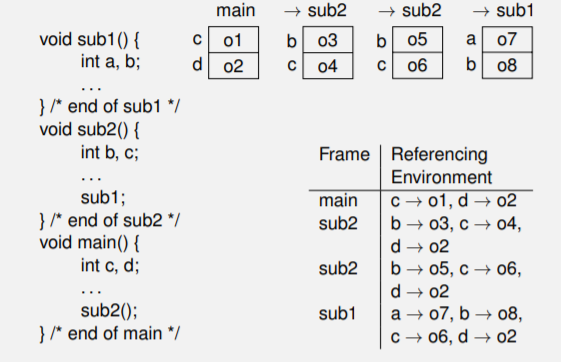 main → sub2 → sub2 → sub1
c o1 b o3 b o5 a o7
d o2 c o4 c o6 b o8
void sub1() {
int a, b;
...
} /* end of sub1 */
void sub2() {
int b, c;
...
sub1;
} /* end of sub2 */
void main() {
int c, d;
...
sub2();
} /* end of main */
Frame Referencing
Environment
main c → o1, d → o2
sub2 b → o3, c → o4,
d → o2
sub2 b → o5, c → o6,
d → o2
sub1 a → o7, b → o8,
c → o6, d → o2